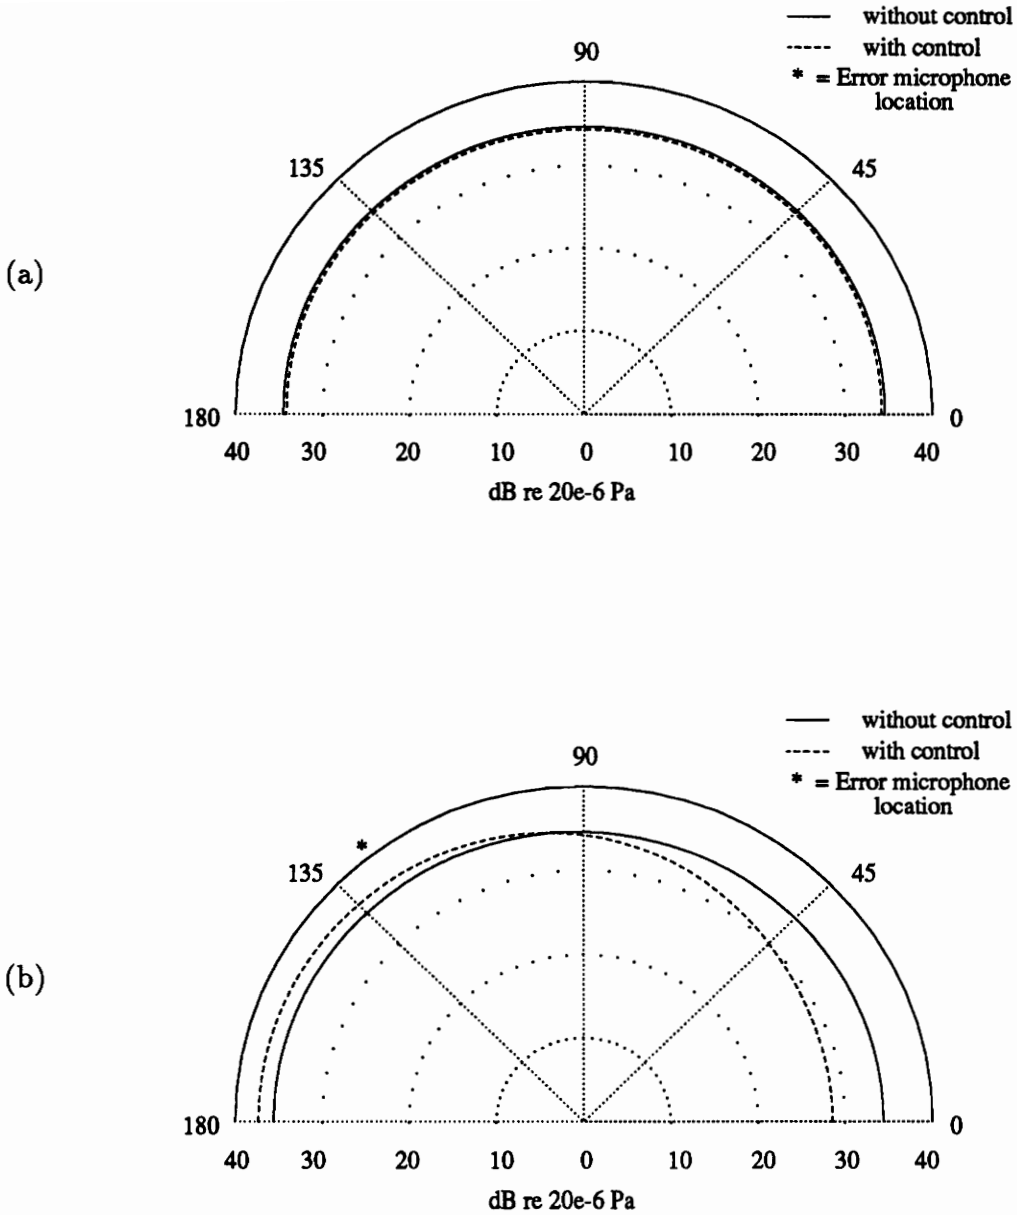 without control
with control
* = Error microphone
location
90
135
45
(a)
180
0
40 30 20 10 0 10 20 30 40
dB re 20e-6 Pa
without control
with control
* = Error microphone
location
90
*
135
45
(b)
180
0
40 30 20 10 0 10 20 30 40
dB re 20e-6 Pa